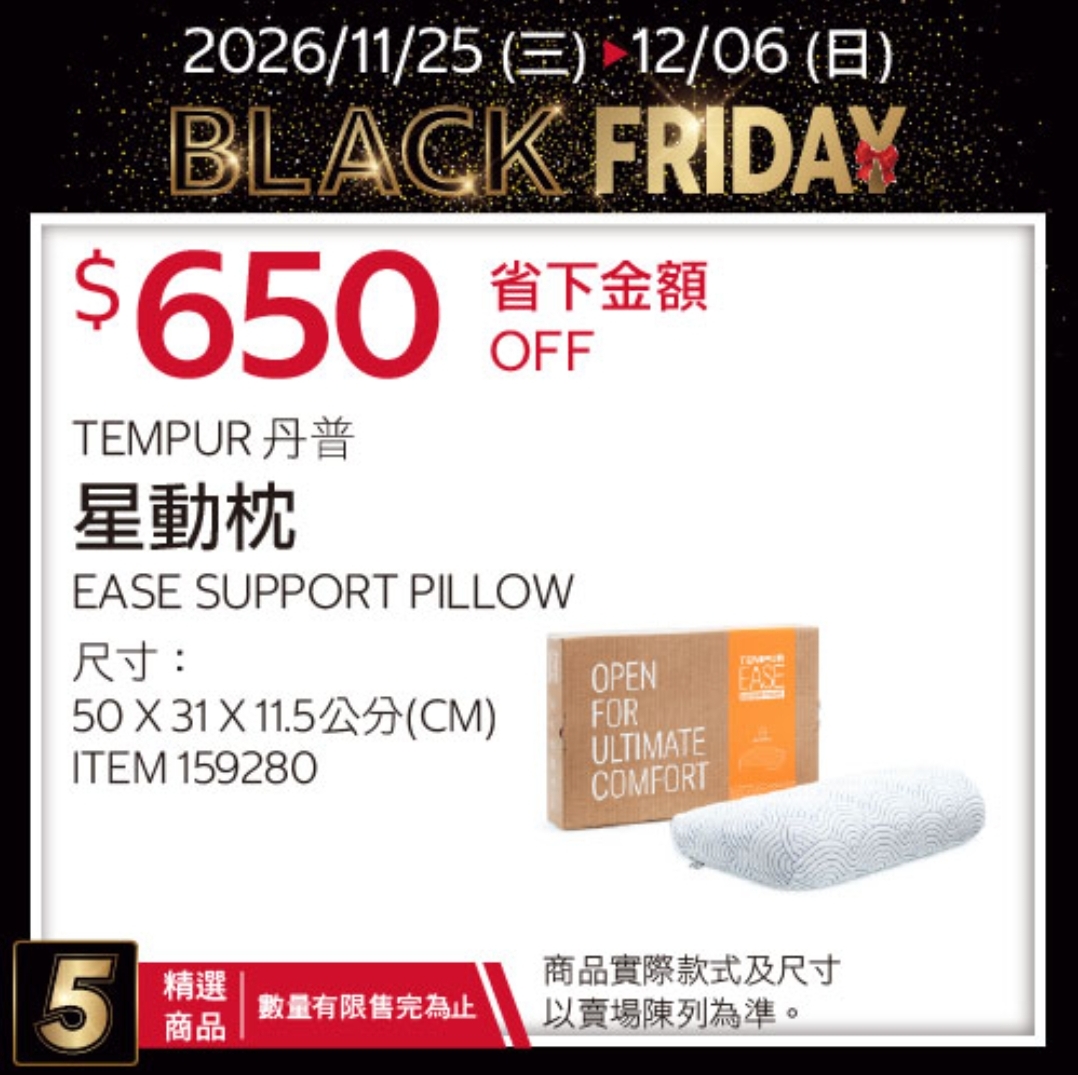 2026/11/25 (三) ▶ 12/06 (日)
BLACK FRIDAY
$650 省下金額
OFF
TEMPUR 丹普
星動枕
EASE SUPPORT PILLOW
尺寸：
50 X 31 X 11.5公分(CM)
ITEM 159280
OPEN
FOR
ULTIMATE
COMFORT
TEMPUR
EASE
5
精選
商品
數量有限售完為止
商品實際款式及尺寸
以賣場陳列為準。